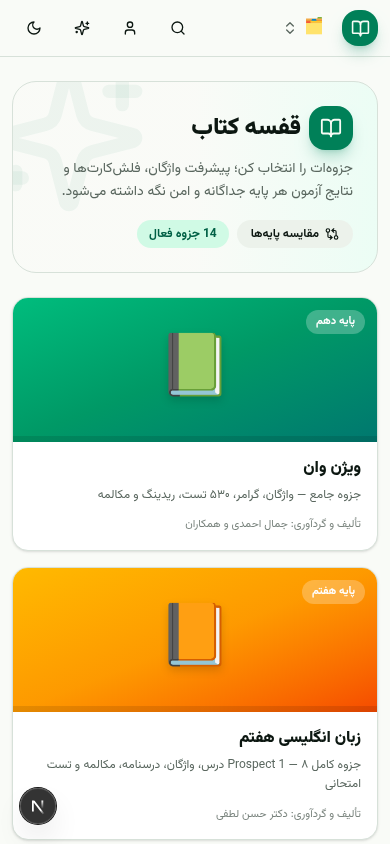 قفسه کتاب
جزوه‌ات را انتخاب کن؛ پیشرفت واژگان، فلش‌کارت‌ها و
نتایج آزمون هر پایه جداگانه و امن نگه داشته می‌شود.
مقایسه پایه‌ها
14 جزوه فعال
پایه دهم
ویژن وان
جزوه جامع — واژگان، گرامر، ۵۳۰ تست، ریدینگ و مکالمه
تألیف و گردآوری: جمال احمدی و همکاران
پایه هفتم
زبان انگلیسی هفتم
جزوه کامل Prospect 1 — ۸ درس، واژگان، درسنامه، مکالمه و تست
امتحانی
تألیف و گردآوری: دکتر حسن لطفی
N